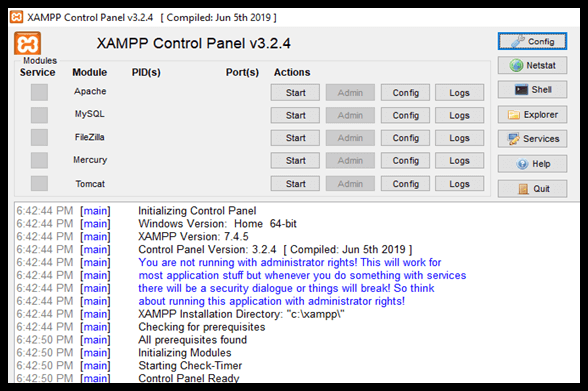 XAMPP Control Panel v3.2.4 [ Compiled: Jun 5th 2019 ]
XAMPP Control Panel v3.2.4
Config
Modules
Service Module PID(s) Port(s) Actions
Netstat
Apache Start Admin Config Logs
Shell
MySQL Start Admin Config Logs
Explorer
FileZilla Start Admin Config Logs
Services
Mercury Start Admin Config Logs
Help
Tomcat Start Admin Config Logs
Quit
6:42:44 PM [main] Initializing Control Panel
6:42:44 PM [main] Windows Version: Home 64-bit
6:42:44 PM [main] XAMPP Version: 7.4.5
6:42:44 PM [main] Control Panel Version: 3.2.4 [ Compiled: Jun 5th 2019 ]
6:42:44 PM [main] You are not running with administrator rights! This will work for
6:42:44 PM [main] most application stuff but whenever you do something with services
6:42:44 PM [main] there will be a security dialogue or things will break! So think
6:42:44 PM [main] about running this application with administrator rights!
6:42:44 PM [main] XAMPP Installation Directory: "c:\xampp\"
6:42:44 PM [main] Checking for prerequisites
6:42:50 PM [main] All prerequisites found
6:42:50 PM [main] Initializing Modules
6:42:50 PM [main] Starting Check-Timer
6:42:50 PM [main] Control Panel Ready